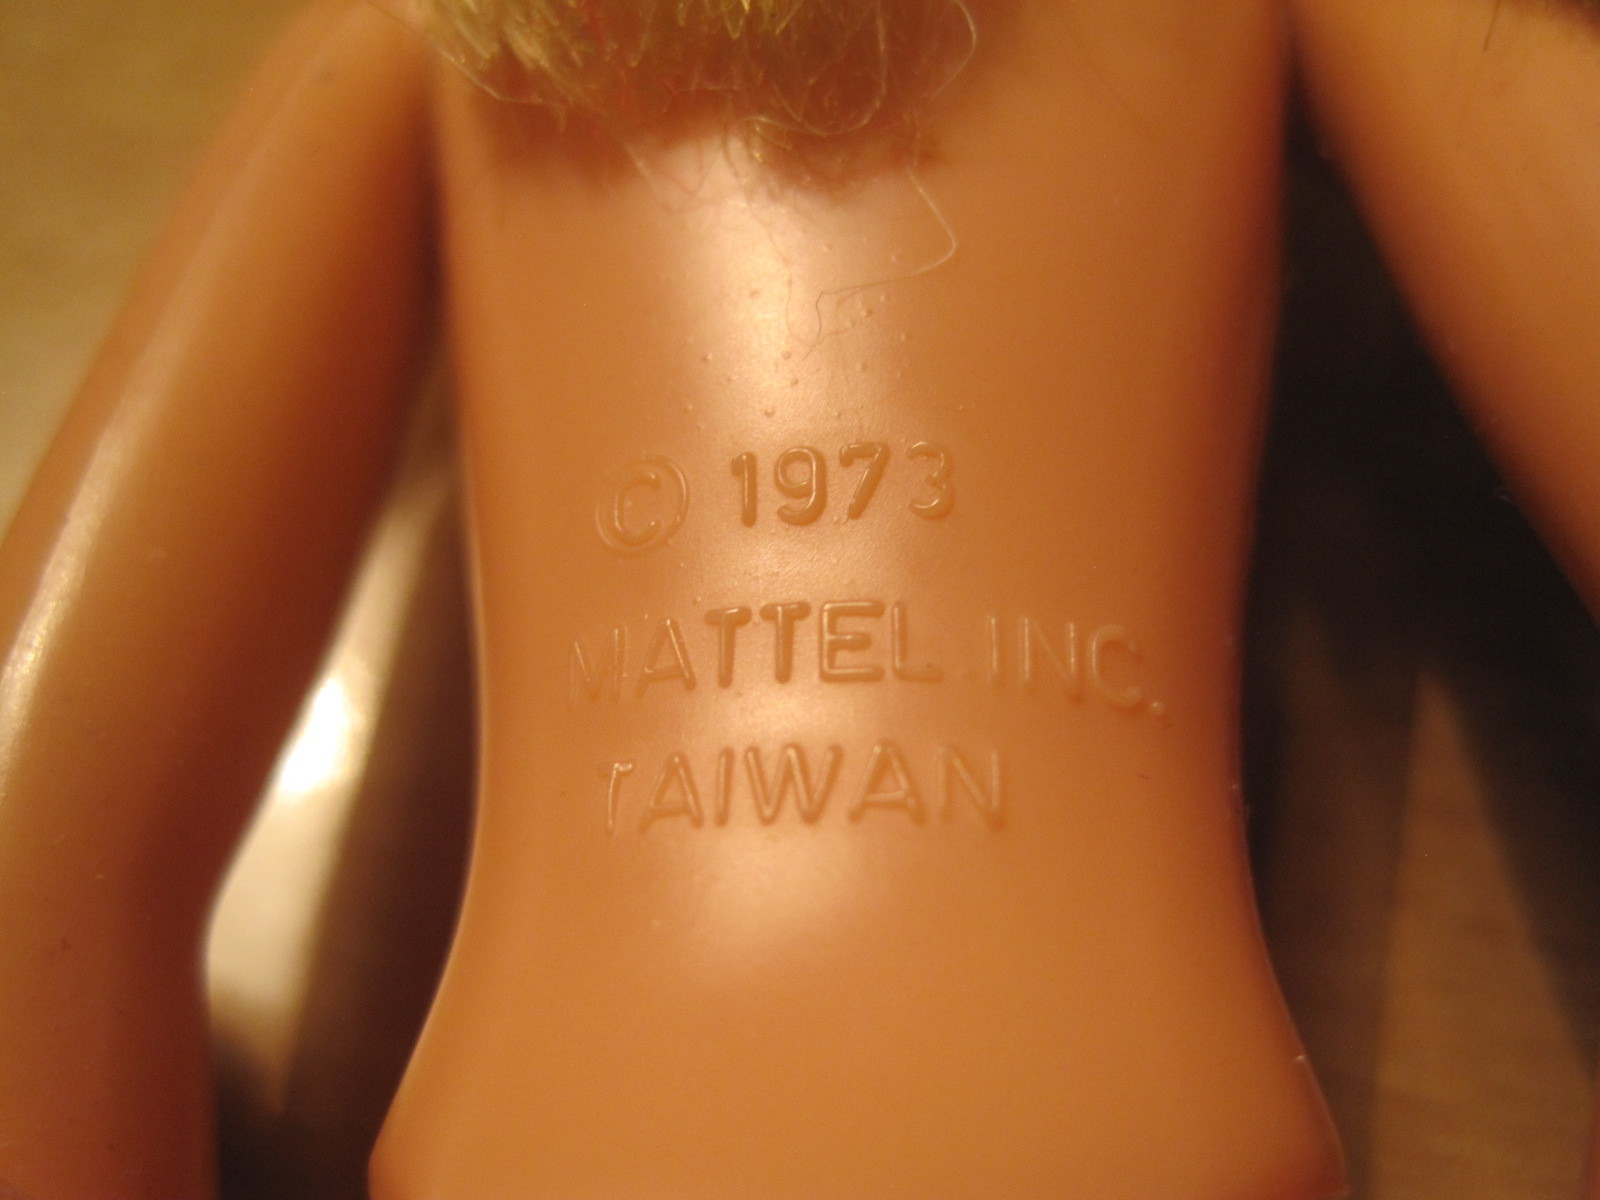 © 1973
MATTEL, INC.
TAIWAN